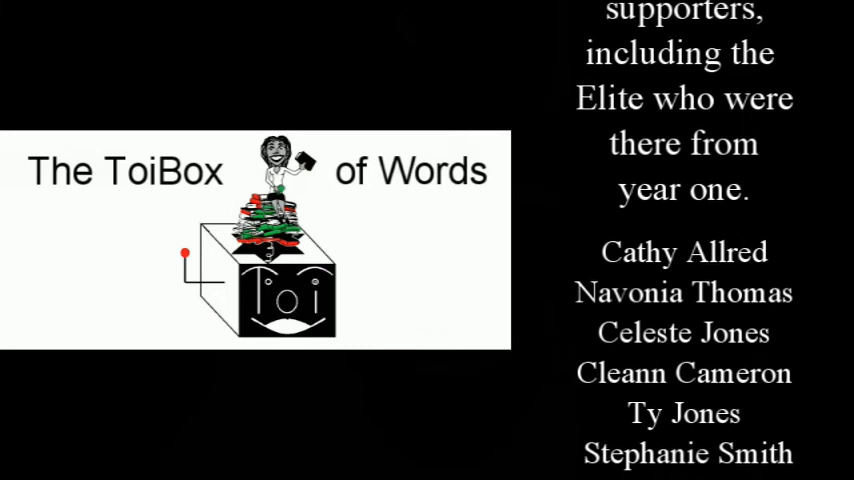 The ToiBox of Words
Toi
supporters,
including the
Elite who were
there from
year one.
Cathy Allred
Navonia Thomas
Celeste Jones
Cleann Cameron
Ty Jones
Stephanie Smith